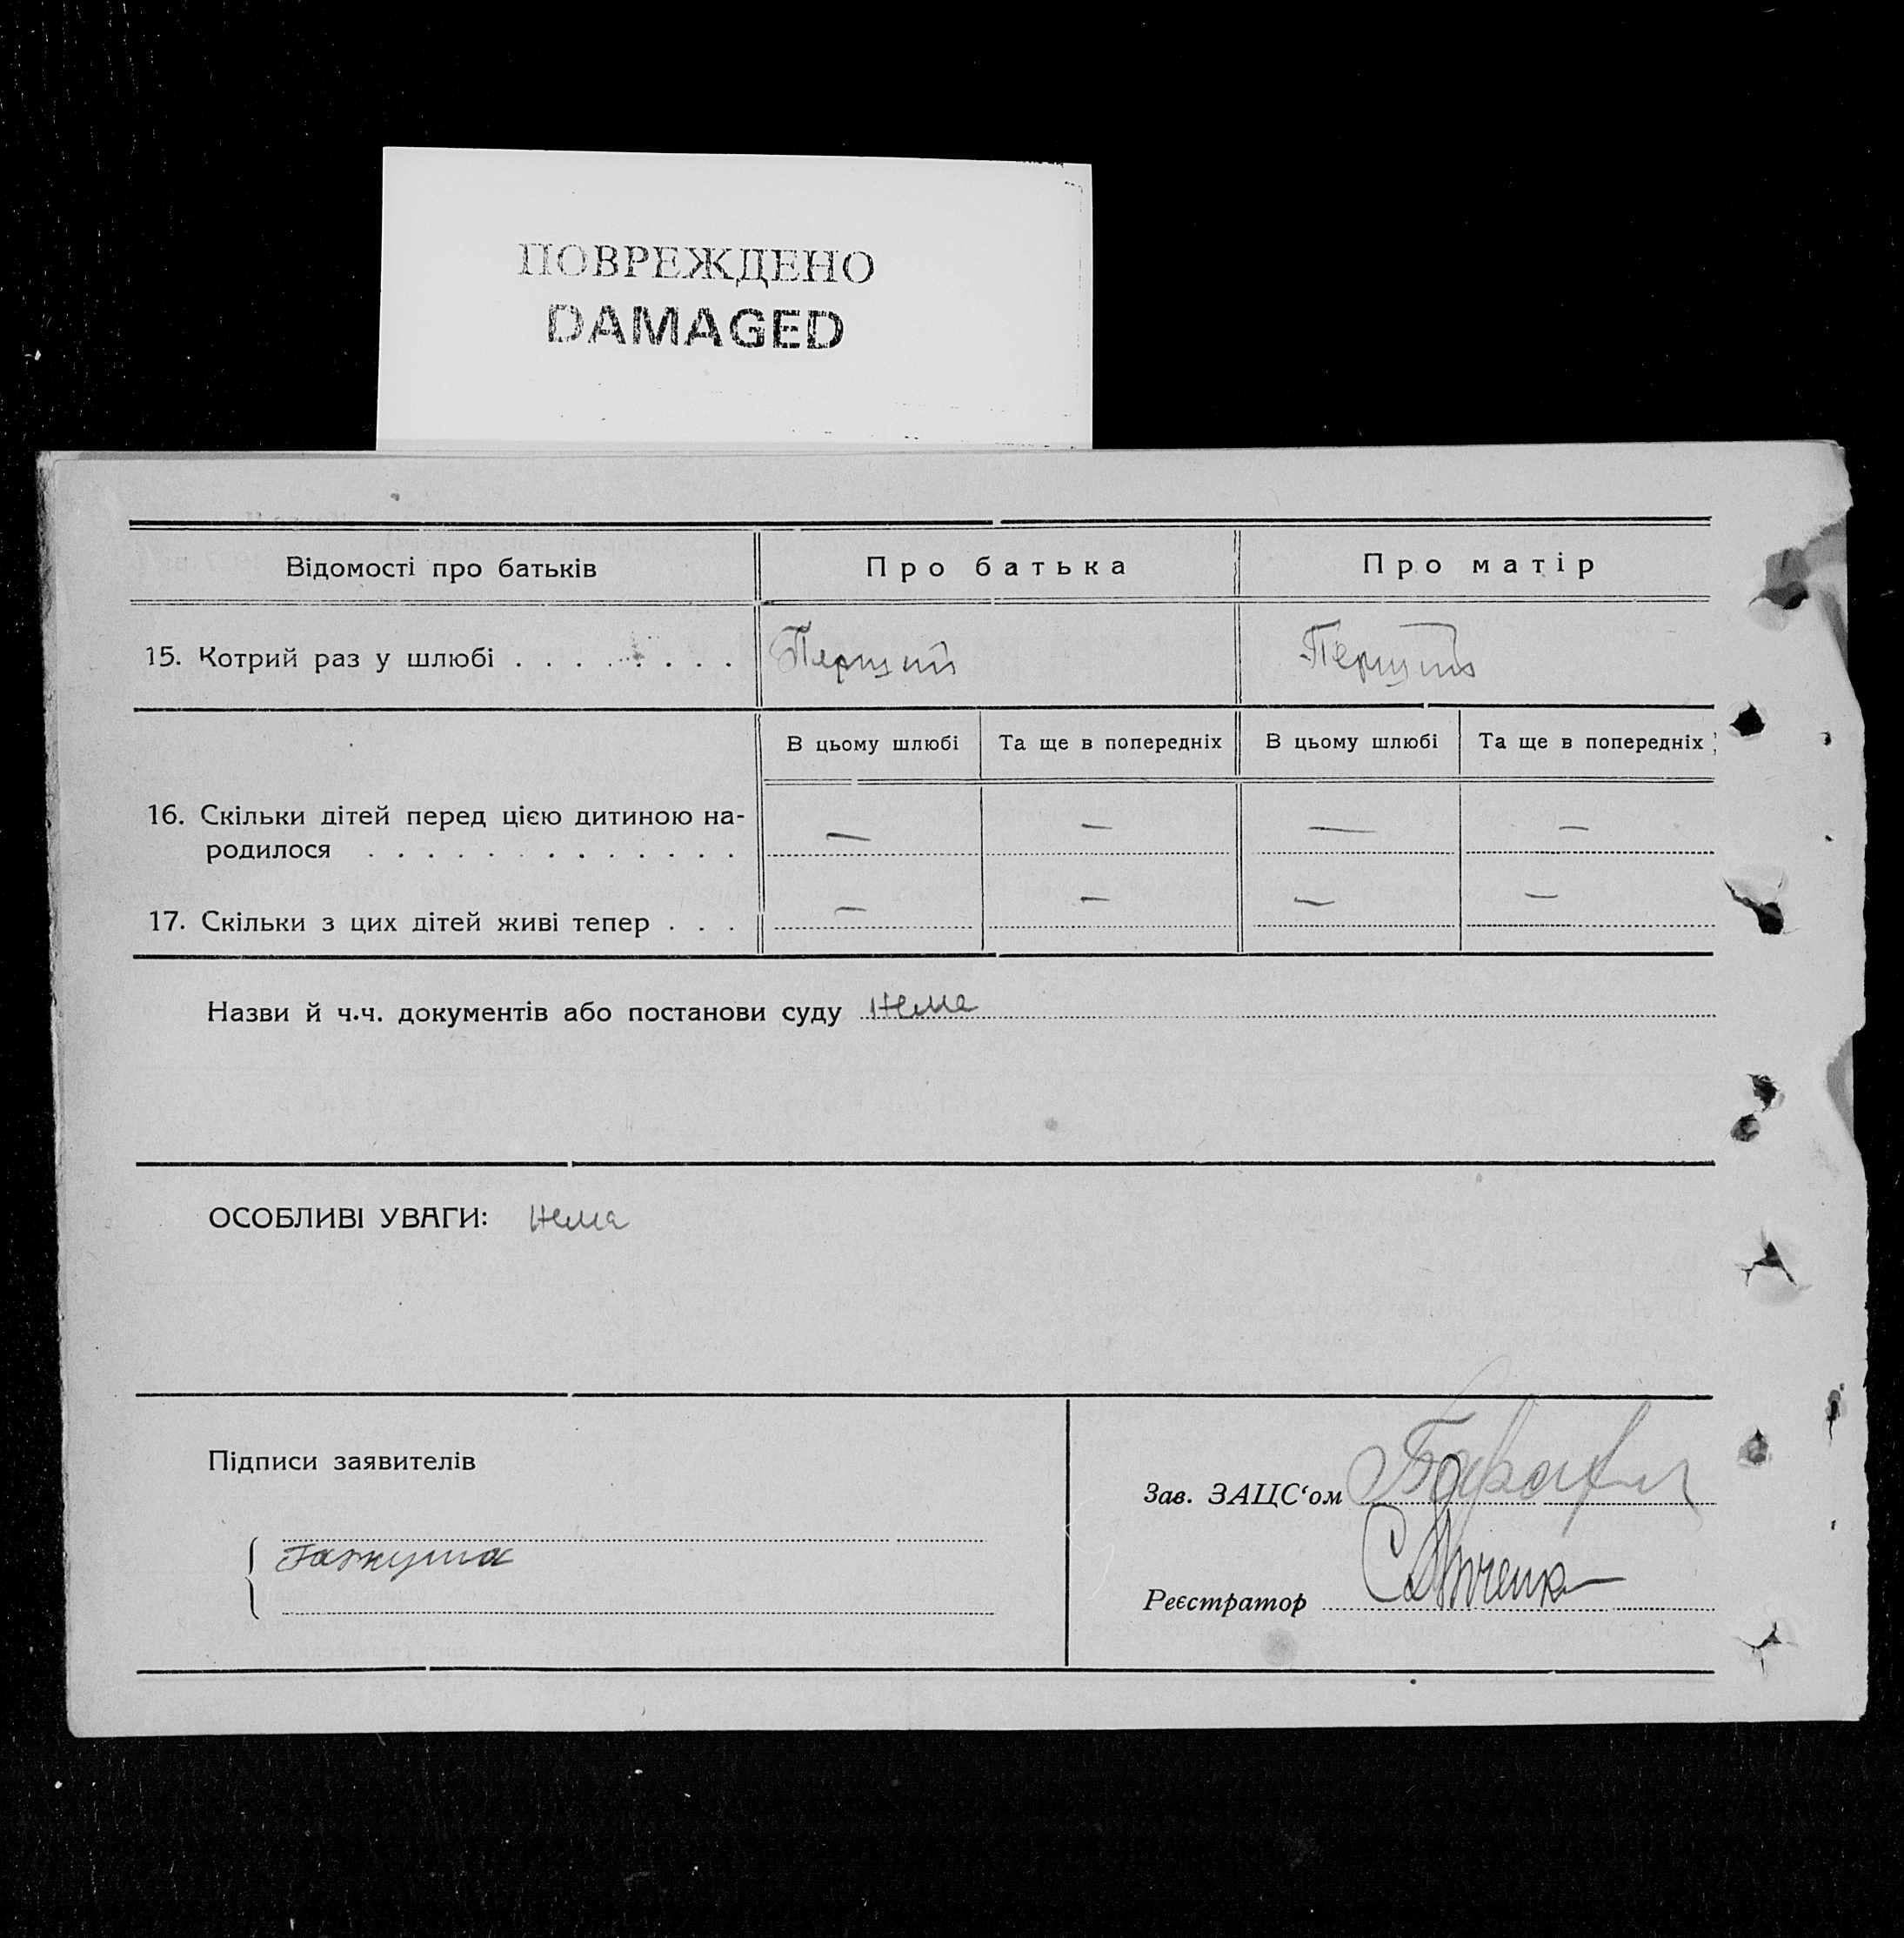 ПОВРЕЖДЕНО
DAMAGED
Відомості про батьків
Про батька
Про матір
15. Котрий раз у шлюбі . . . . . . . .
Перший
Перший
В цьому шлюбі
Та ще в попередніх
В цьому шлюбі
Та ще в попередніх
16. Скільки дітей перед цією дитиною на-
родилося . . . . . . . . . . . . .
— — — —
17. Скільки з цих дітей живі тепер . . .
— — — —
Назви й ч.ч. документів або постанови суду нема
ОСОБЛИВІ УВАГИ: нема
Підписи заявителів
Зав. ЗАЦС‘ом
Реєстратор